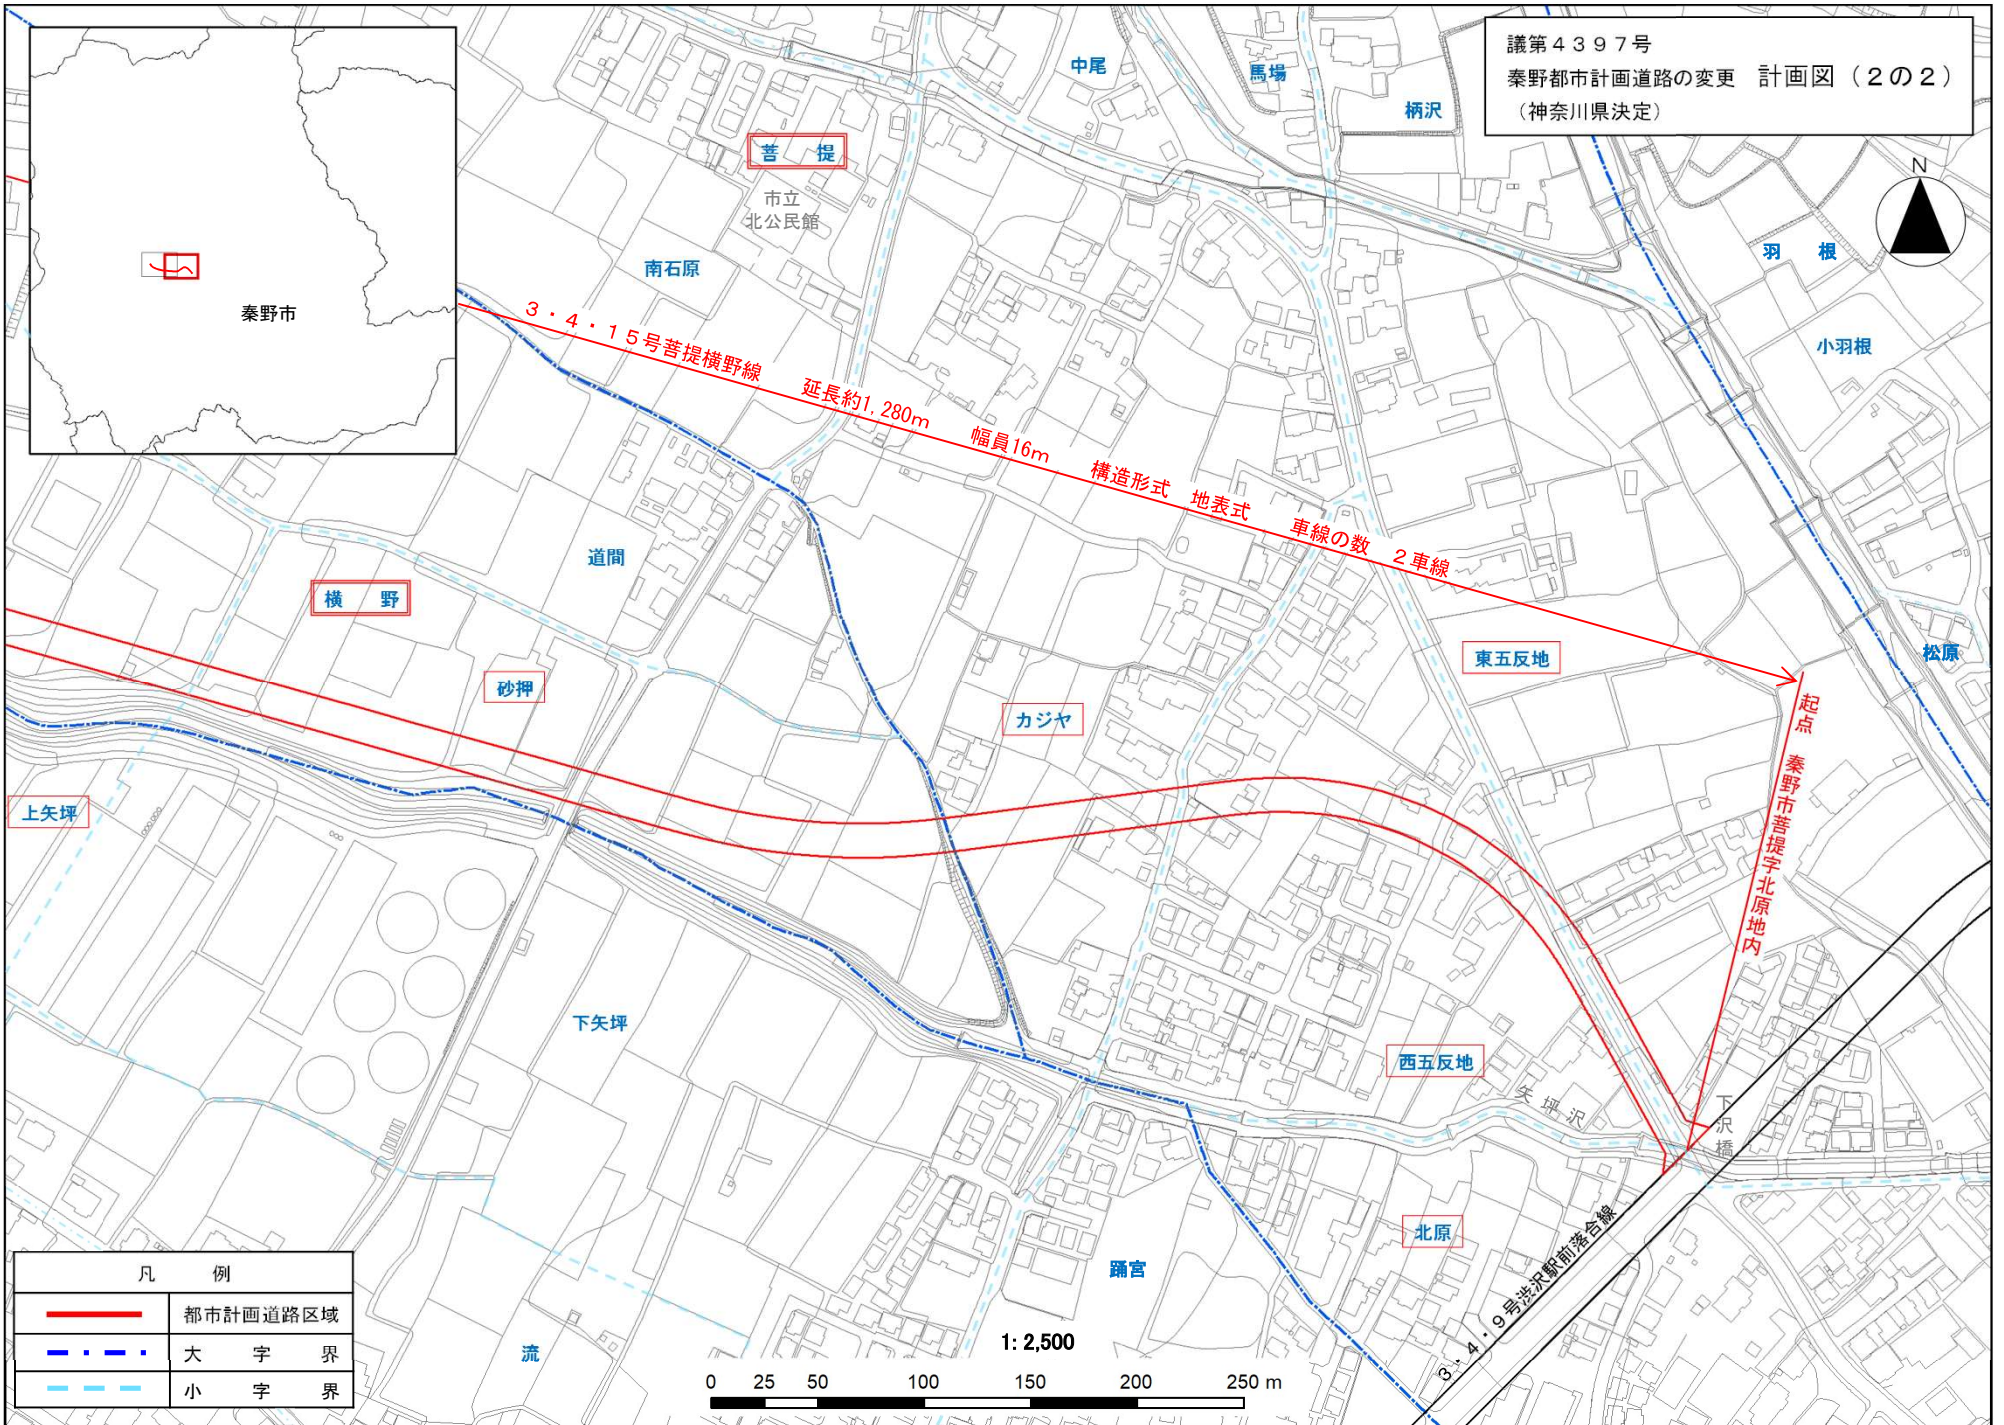 議第４３９７号
秦野都市計画道路の変更　計画図（２の２）
（神奈川県決定）
N
秦野市
中尾
馬場
柄沢
菩　提
市立
北公民館
南石原
羽　根
小羽根
３・４・１５号菩提横野線　延長約1,280m　幅員16m　構造形式　地表式　車線の数　２車線
道間
横　野
砂押
カジヤ
東五反地
松原
起点　秦野市菩提字北原地内
上矢坪
下矢坪
西五反地
矢坪沢
下沢橋
北原
踊宮
３・４・９号渋沢駅前落合線
流
凡　例
都市計画道路区域
大　字　界
小　字　界
1:2,500
0 25 50 100 150 200 250 m